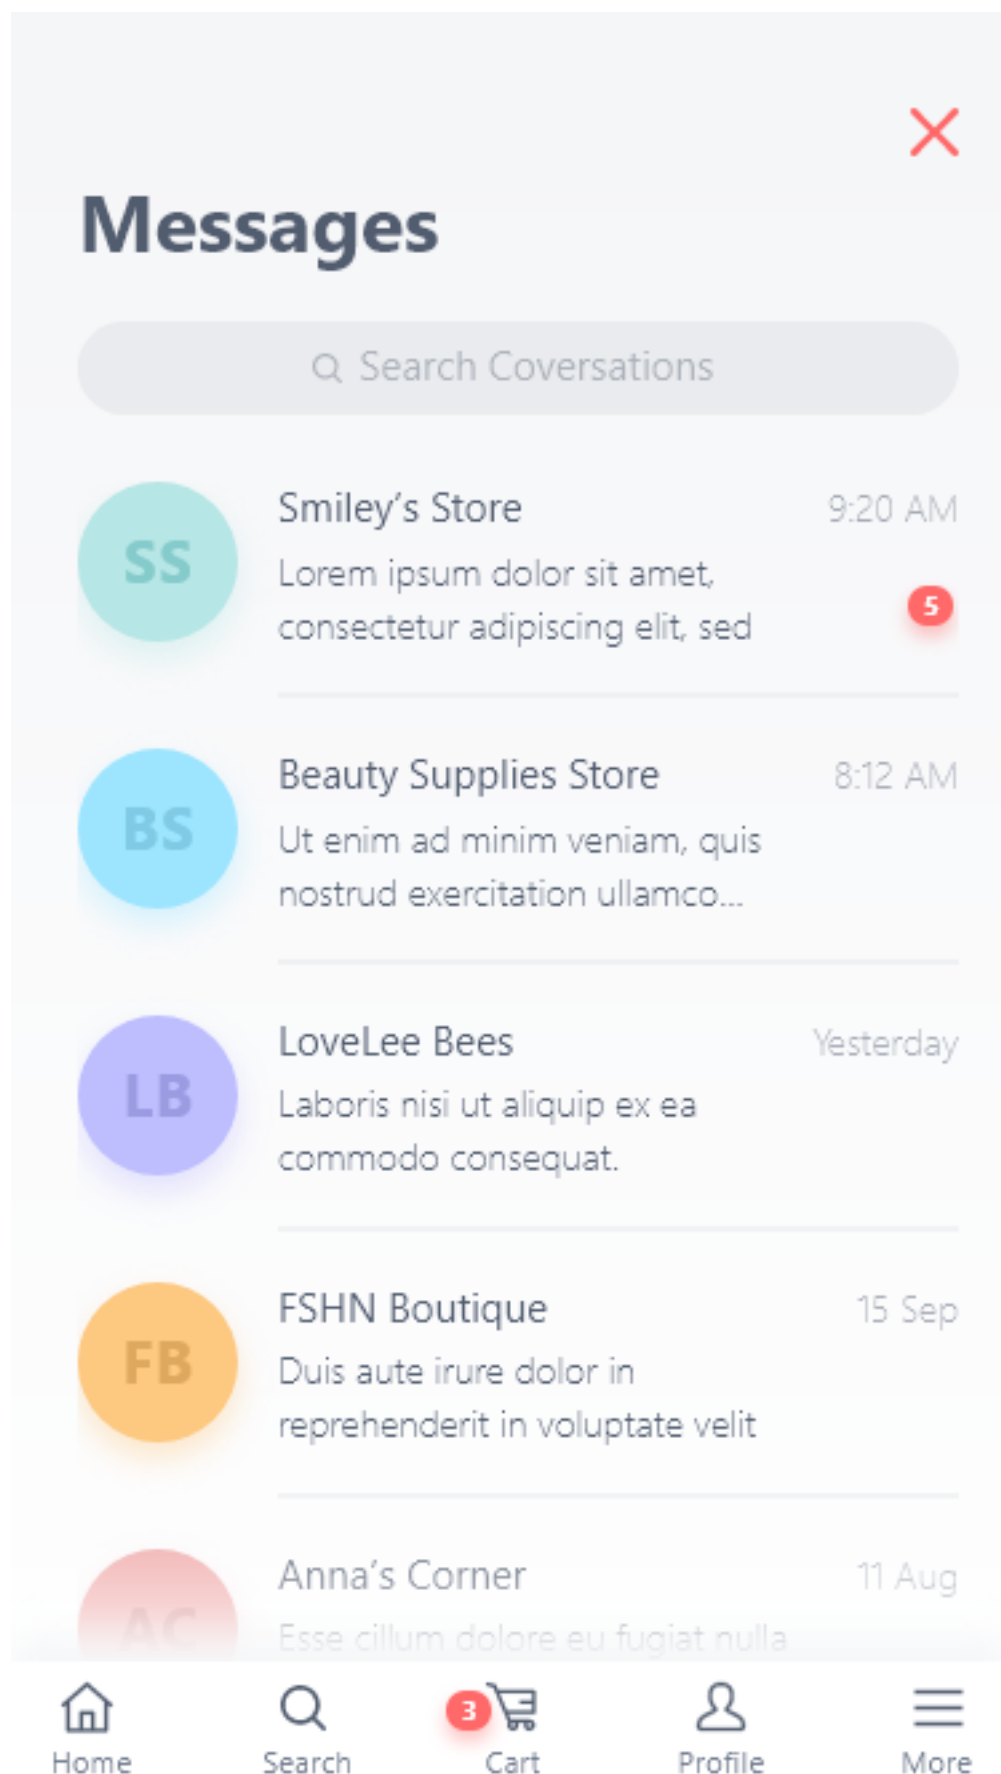 Messages
Search Coversations
SS
Smiley’s Store
9:20 AM
Lorem ipsum dolor sit amet,
consectetur adipiscing elit, sed
5
BS
Beauty Supplies Store
8:12 AM
Ut enim ad minim veniam, quis
nostrud exercitation ullamco...
LB
LoveLee Bees
Yesterday
Laboris nisi ut aliquip ex ea
commodo consequat.
FB
FSHN Boutique
15 Sep
Duis aute irure dolor in
reprehenderit in voluptate velit
AC
Anna’s Corner
11 Aug
Esse cillum dolore eu fugiat nulla
3
Home
Search
Cart
Profile
More